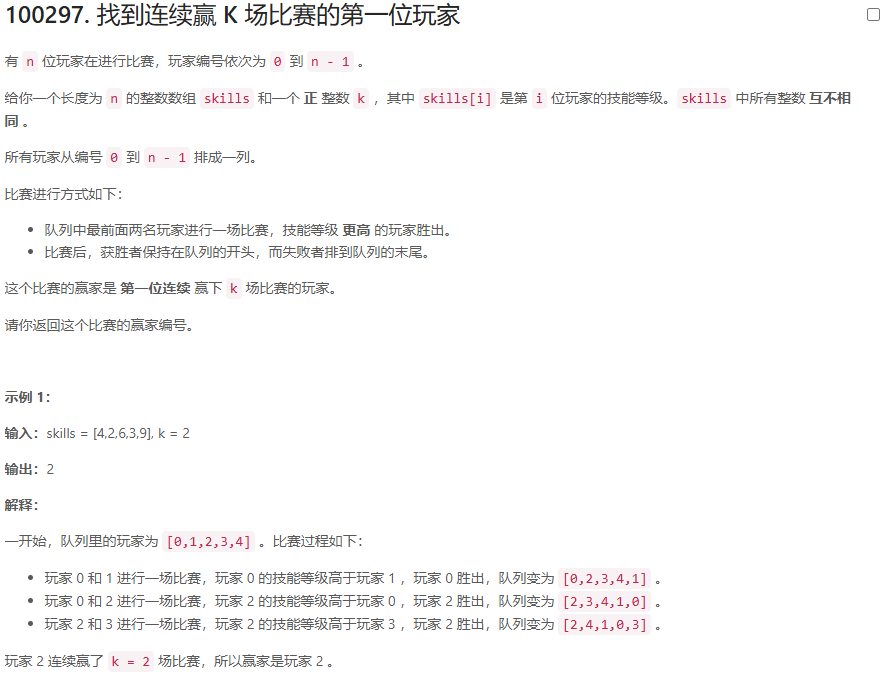 100297. 找到连续赢 K 场比赛的第一位玩家
有 n 位玩家在进行比赛，玩家编号依次为 0 到 n - 1 。
给你一个长度为 n 的整数数组 skills 和一个 正 整数 k ，其中 skills[i] 是第 i 位玩家的技能等级。skills 中所有整数 互不相
同 。
所有玩家从编号 0 到 n - 1 排成一列。
比赛进行方式如下：
• 队列中最前面两名玩家进行一场比赛，技能等级 更高 的玩家胜出。
• 比赛后，获胜者保持在队列的开头，而失败者排到队列的末尾。
这个比赛的赢家是 第一位连续 赢下 k 场比赛的玩家。
请你返回这个比赛的赢家编号。
示例 1：
输入：skills = [4,2,6,3,9], k = 2
输出：2
解释：
一开始，队列里的玩家为 [0,1,2,3,4] 。比赛过程如下：
• 玩家 0 和 1 进行一场比赛，玩家 0 的技能等级高于玩家 1 ，玩家 0 胜出，队列变为 [0,2,3,4,1] 。
• 玩家 0 和 2 进行一场比赛，玩家 2 的技能等级高于玩家 0 ，玩家 2 胜出，队列变为 [2,3,4,1,0] 。
• 玩家 2 和 3 进行一场比赛，玩家 2 的技能等级高于玩家 3 ，玩家 2 胜出，队列变为 [2,4,1,0,3] 。
玩家 2 连续赢了 k = 2 场比赛，所以赢家是玩家 2 。